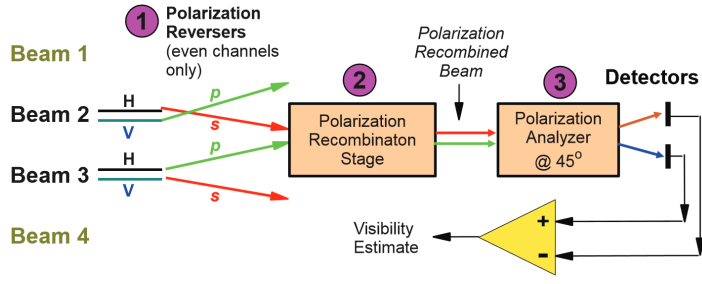 1
Polarization
Reversers
(even channels
only)
Beam 1
Beam 2
H
V
p
s
Beam 3
H
V
p
s
Beam 4
2
Polarization
Recombinaton
Stage
Polarization
Recombined
Beam
3
Polarization
Analyzer
@ 45o
Detectors
+
-
Visibility
Estimate